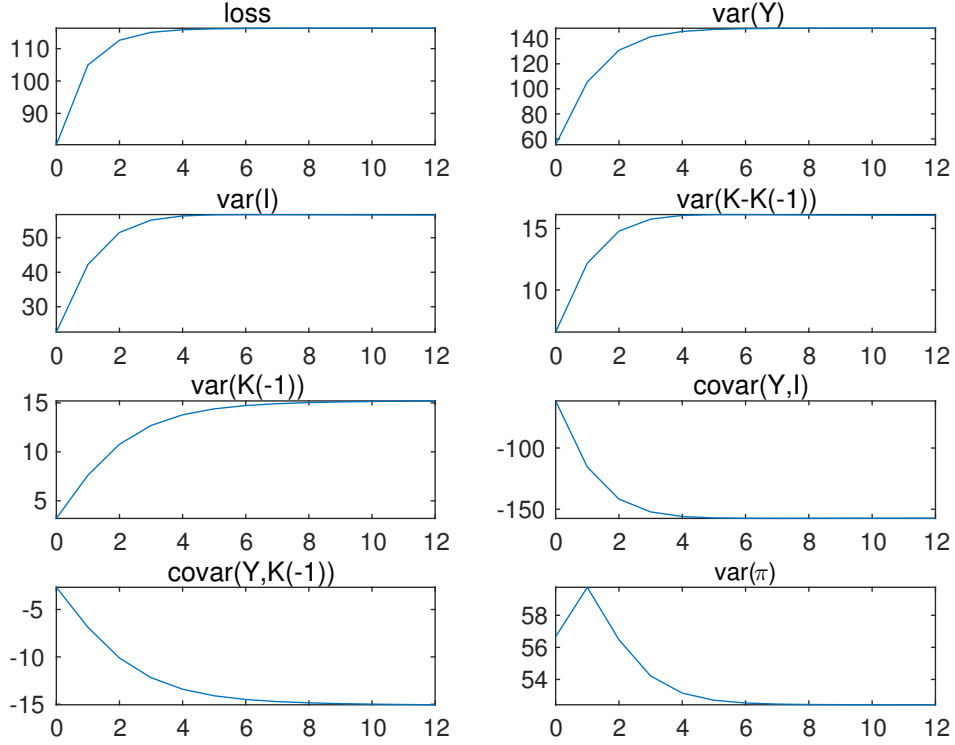 loss
110
100
90
0 2 4 6 8 10 12
var(Y)
140
120
100
80
60
0 2 4 6 8 10 12
var(I)
50
40
30
0 2 4 6 8 10 12
var(K-K(-1))
15
10
0 2 4 6 8 10 12
var(K(-1))
15
10
5
0 2 4 6 8 10 12
covar(Y,I)
-100
-150
0 2 4 6 8 10 12
covar(Y,K(-1))
-5
-10
-15
0 2 4 6 8 10 12
var(π)
58
56
54
0 2 4 6 8 10 12